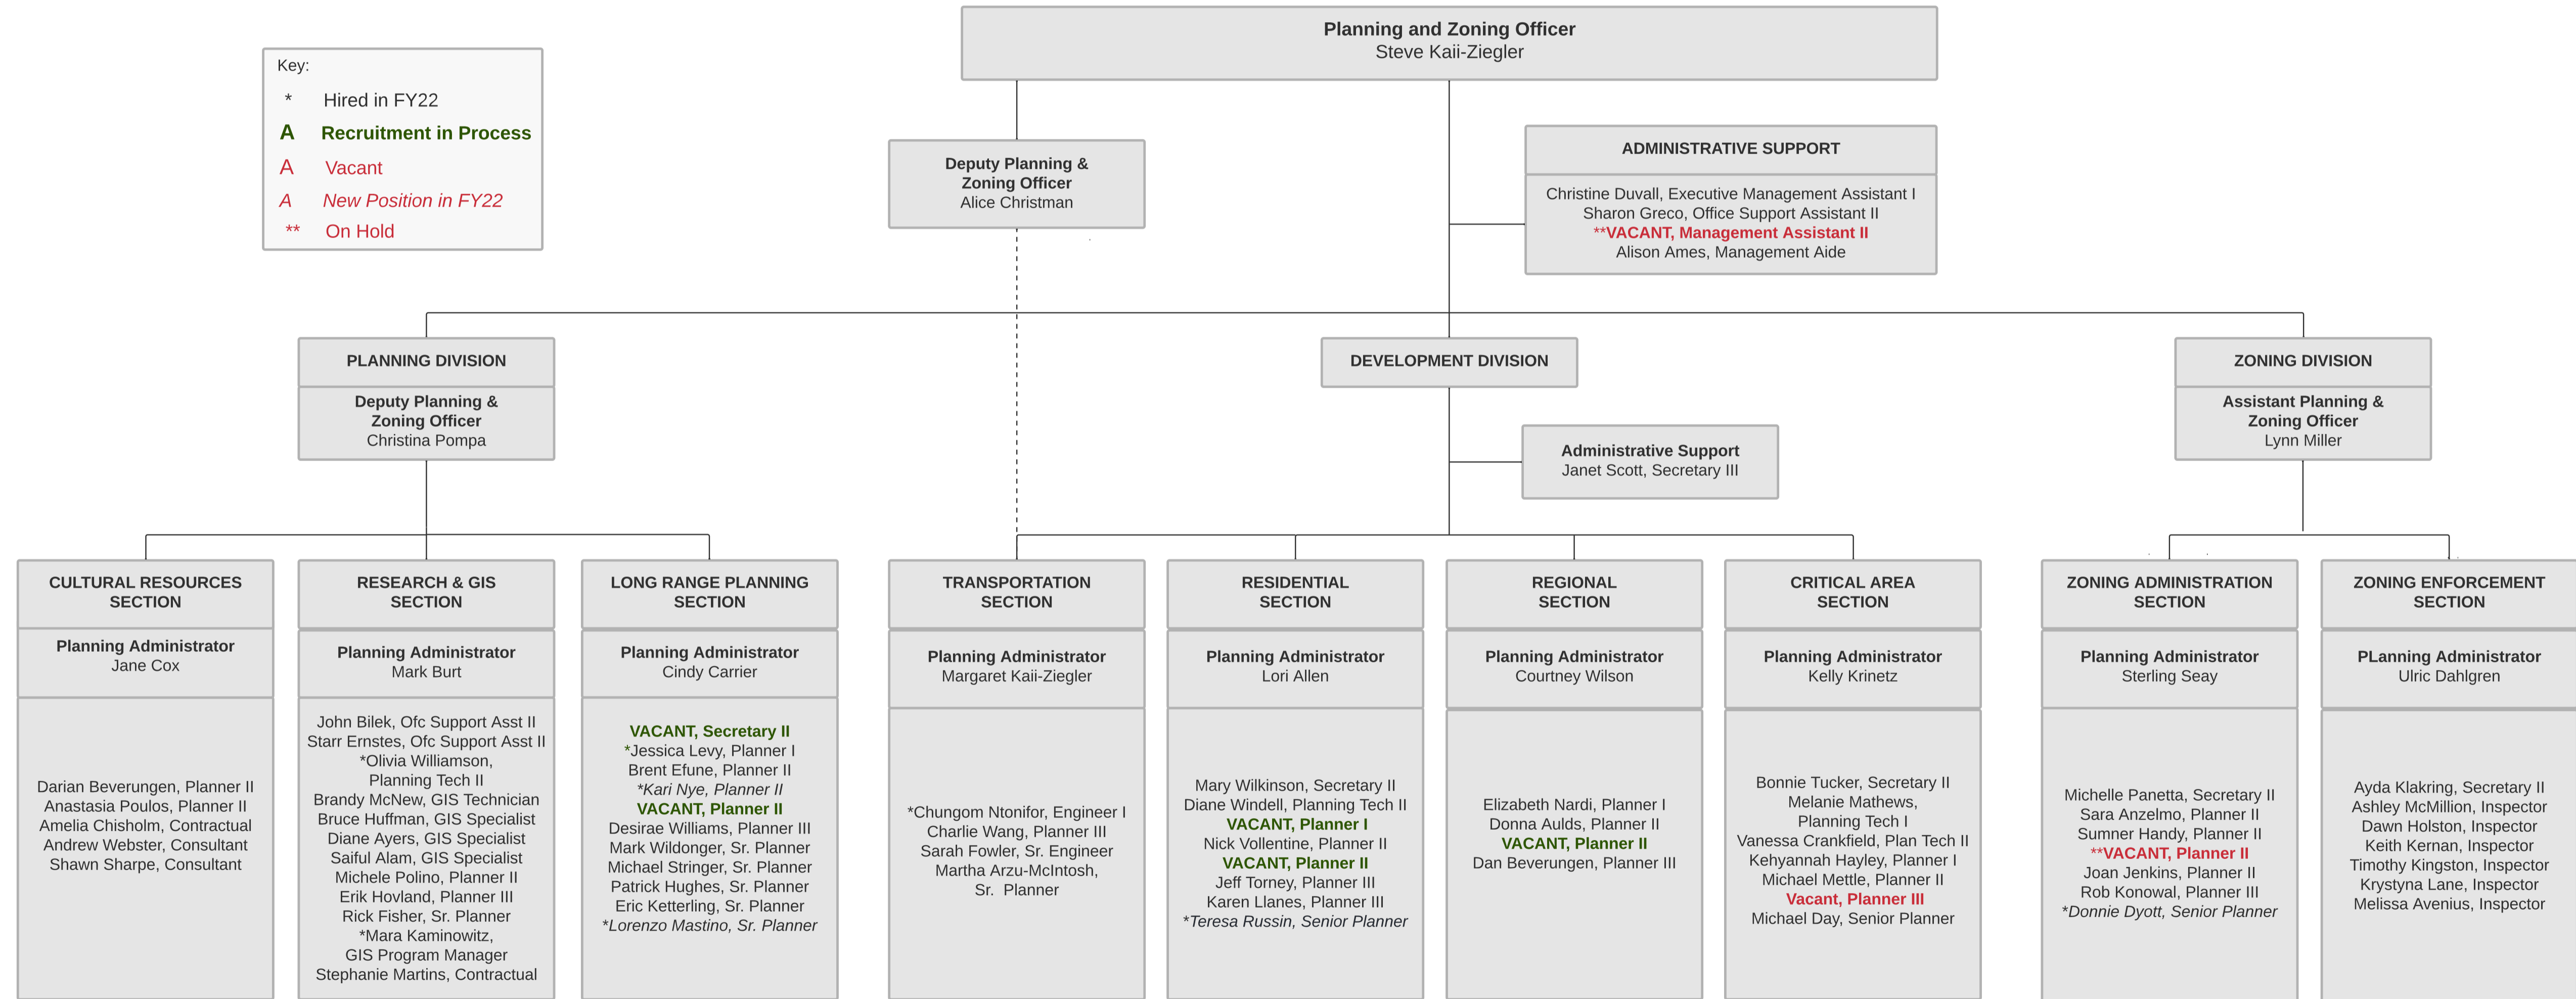 Planning and Zoning Officer
Steve Kaii-Ziegler
Key:
* Hired in FY22
A Recruitment in Process
A Vacant
A New Position in FY22
** On Hold
Deputy Planning &
Zoning Officer
Alice Christman
ADMINISTRATIVE SUPPORT
Christine Duvall, Executive Management Assistant I
Sharon Greco, Office Support Assistant II
**VACANT, Management Assistant II
Alison Ames, Management Aide
PLANNING DIVISION
Deputy Planning &
Zoning Officer
Christina Pompa
DEVELOPMENT DIVISION
Administrative Support
Janet Scott, Secretary III
ZONING DIVISION
Assistant Planning &
Zoning Officer
Lynn Miller
CULTURAL RESOURCES
SECTION
Planning Administrator
Jane Cox
Darian Beverungen, Planner II
Anastasia Poulos, Planner II
Amelia Chisholm, Contractual
Andrew Webster, Consultant
Shawn Sharpe, Consultant
RESEARCH & GIS
SECTION
Planning Administrator
Mark Burt
John Bilek, Ofc Support Asst II
Starr Ernstes, Ofc Support Asst II
*Olivia Williamson,
Planning Tech II
Brandy McNew, GIS Technician
Bruce Huffman, GIS Specialist
Diane Ayers, GIS Specialist
Saiful Alam, GIS Specialist
Michele Polino, Planner II
Erik Hovland, Planner III
Rick Fisher, Sr. Planner
*Mara Kaminowitz,
GIS Program Manager
Stephanie Martins, Contractual
LONG RANGE PLANNING
SECTION
Planning Administrator
Cindy Carrier
VACANT, Secretary II
*Jessica Levy, Planner I
Brent Efune, Planner II
*Kari Nye, Planner II
VACANT, Planner II
Desirae Williams, Planner III
Mark Wildonger, Sr. Planner
Michael Stringer, Sr. Planner
Patrick Hughes, Sr. Planner
Eric Ketterling, Sr. Planner
*Lorenzo Mastino, Sr. Planner
TRANSPORTATION
SECTION
Planning Administrator
Margaret Kaii-Ziegler
*Chungom Ntonifor, Engineer I
Charlie Wang, Planner III
Sarah Fowler, Sr. Engineer
Martha Arzu-McIntosh,
Sr. Planner
RESIDENTIAL
SECTION
Planning Administrator
Lori Allen
Mary Wilkinson, Secretary II
Diane Windell, Planning Tech II
VACANT, Planner I
Nick Vollentine, Planner II
VACANT, Planner II
Jeff Torney, Planner III
Karen Llanes, Planner III
*Teresa Russin, Senior Planner
REGIONAL
SECTION
Planning Administrator
Courtney Wilson
Elizabeth Nardi, Planner I
Donna Aulds, Planner II
VACANT, Planner II
Dan Beverungen, Planner III
CRITICAL AREA
SECTION
Planning Administrator
Kelly Krinetz
Bonnie Tucker, Secretary II
Melanie Mathews,
Planning Tech I
Vanessa Crankfield, Plan Tech II
Kehyannah Hayley, Planner I
Michael Mettle, Planner II
Vacant, Planner III
Michael Day, Senior Planner
ZONING ADMINISTRATION
SECTION
Planning Administrator
Sterling Seay
Michelle Panetta, Secretary II
Sara Anzelmo, Planner II
Sumner Handy, Planner II
**VACANT, Planner II
Joan Jenkins, Planner II
Rob Konowal, Planner III
*Donnie Dyott, Senior Planner
ZONING ENFORCEMENT
SECTION
PLanning Administrator
Ulric Dahlgren
Ayda Klakring, Secretary II
Ashley McMillion, Inspector
Dawn Holston, Inspector
Keith Kernan, Inspector
Timothy Kingston, Inspector
Krystyna Lane, Inspector
Melissa Avenius, Inspector